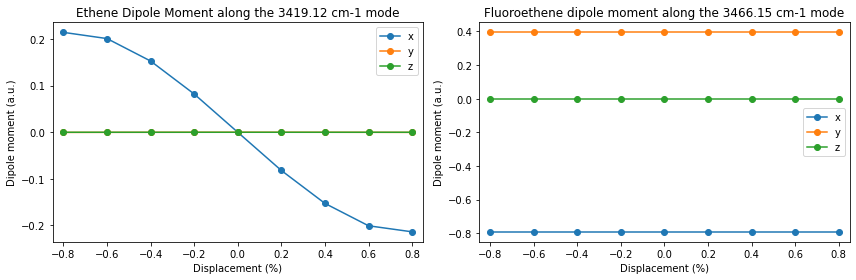 Ethene Dipole Moment along the 3419.12 cm-1 mode
Dipole moment (a.u.)
0.2
0.1
0.0
−0.1
−0.2
x
y
z
−0.8 −0.6 −0.4 −0.2 0.0 0.2 0.4 0.6 0.8
Displacement (%)
Fluoroethene dipole moment along the 3466.15 cm-1 mode
Dipole moment (a.u.)
0.4
0.2
0.0
−0.2
−0.4
−0.6
−0.8
x
y
z
−0.8 −0.6 −0.4 −0.2 0.0 0.2 0.4 0.6 0.8
Displacement (%)